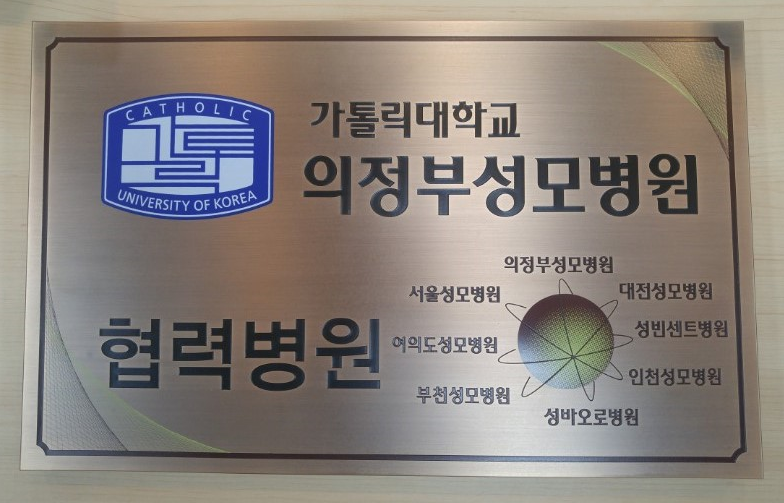 CATHOLIC
UNIVERSITY OF KOREA
가톨릭대학교
의정부성모병원
협력병원
의정부성모병원
서울성모병원
대전성모병원
성빈센트병원
여의도성모병원
인천성모병원
부천성모병원
성바오로병원